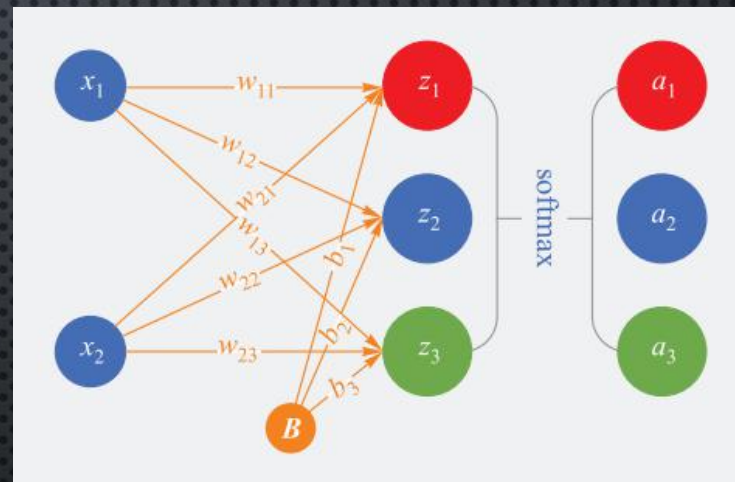 x₁ w₁₁ z₁ a₁
w₁₂
w₂₁
w₁₃
z₂ softmax a₂
b₁
w₂₂
b₂
x₂ w₂₃ z₃ a₃
b₃
B